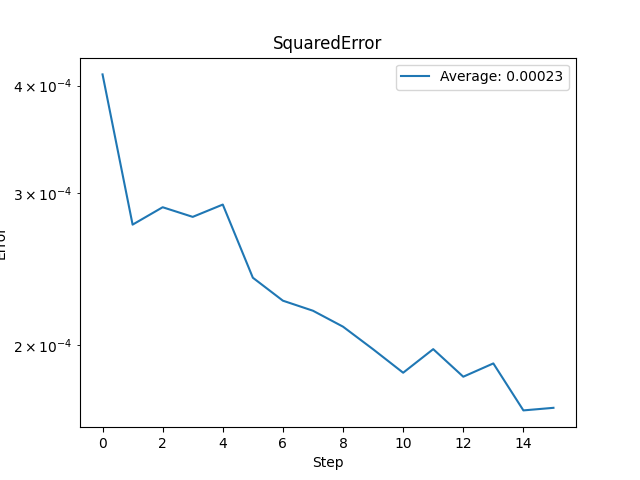 SquaredError
Average: 0.00023
4 × 10⁻⁴
3 × 10⁻⁴
2 × 10⁻⁴
Error
0 2 4 6 8 10 12 14
Step